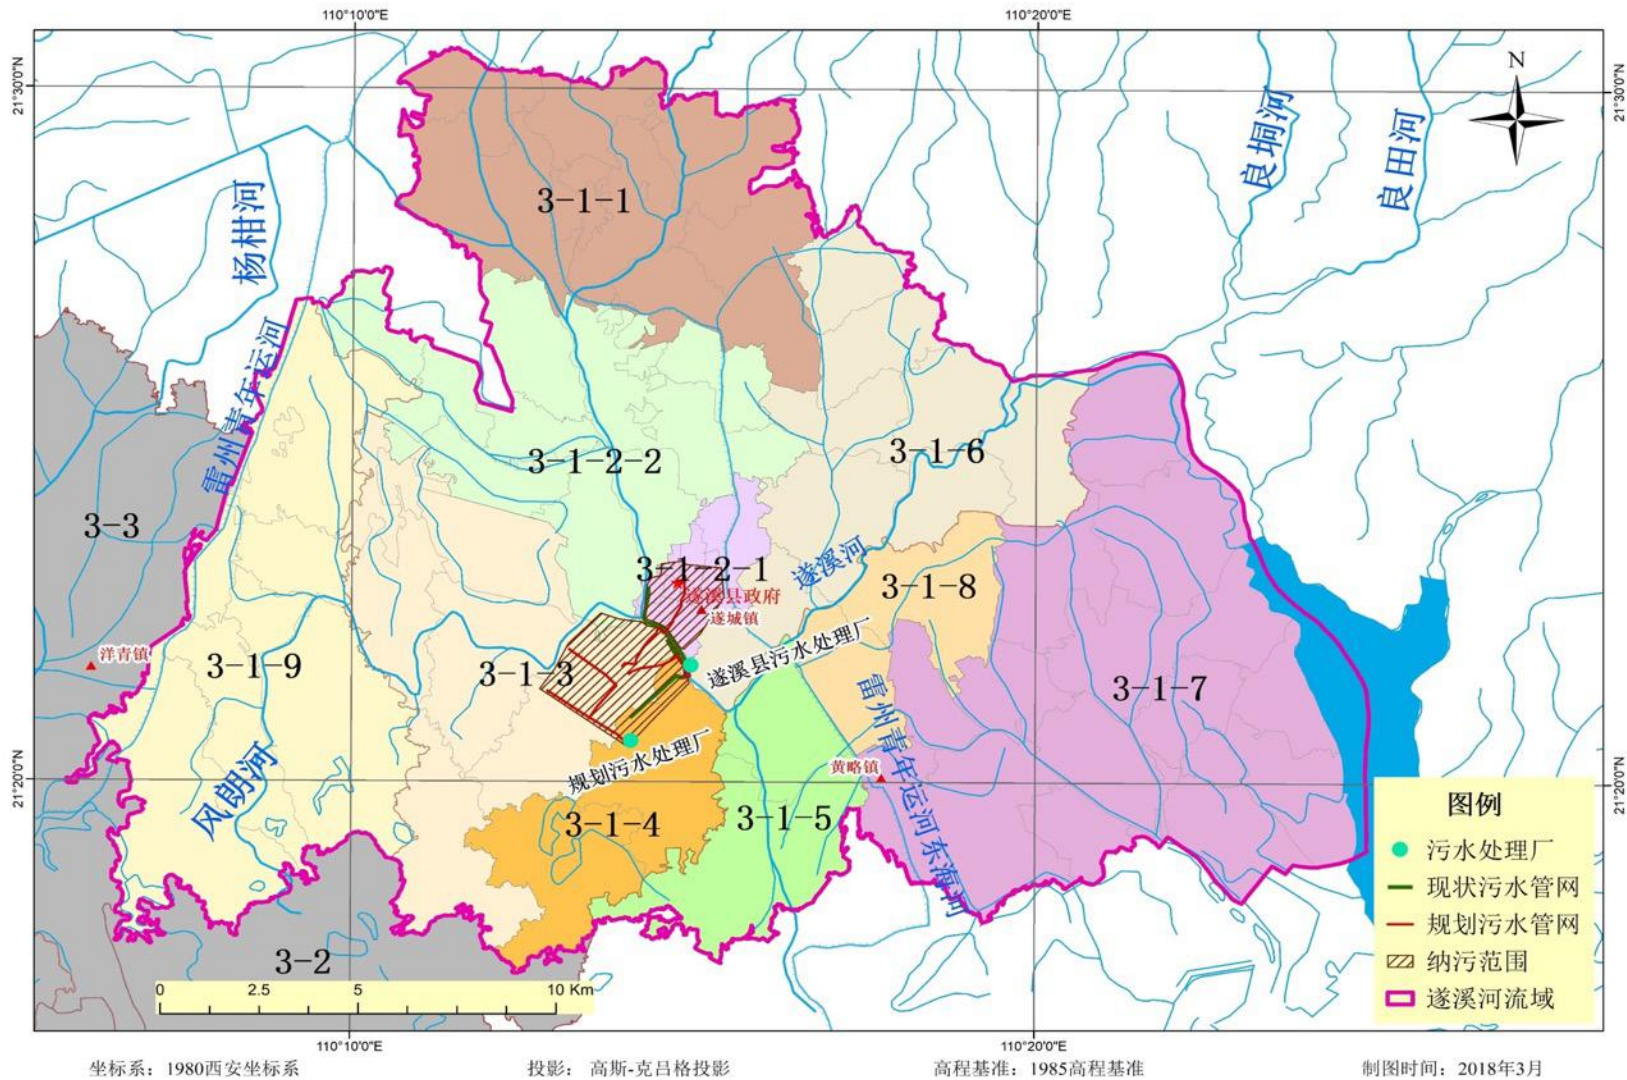 110°10'0"E
110°20'0"E
21°30'0"N
21°30'0"N
N
良垌河
良田河
杨柑河
3-1-1
雷州青年运河
3-1-6
3-1-2-2
3-3
遂溪河
3-1-2-1
3-1-8
遂溪县政府
遂城镇
洋青镇
3-1-9
3-1-3
遂溪县污水处理厂
3-1-7
雷州青年运河东海河
规划污水处理厂
黄略镇
21°20'0"N
21°20'0"N
风朗河
3-1-4
3-1-5
3-2
图例
污水处理厂
现状污水管网
规划污水管网
纳污范围
遂溪河流域
0 2.5 5 10 Km
110°10'0"E
110°20'0"E
坐标系：1980西安坐标系 投影： 高斯-克吕格投影 高程基准：1985高程基准 制图时间：2018年3月